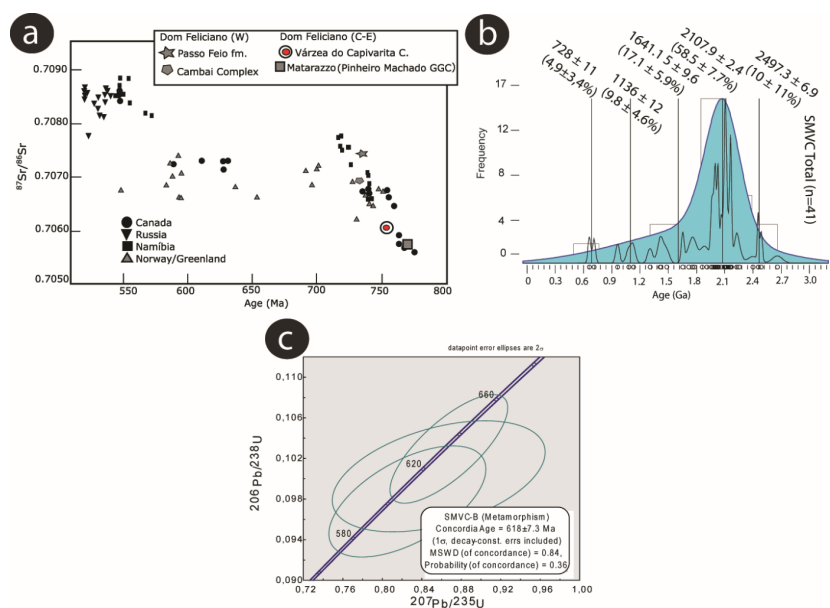 a
Dom Feliciano (W)
Dom Feliciano (C-E)
Passo Feio fm.
Várzea do Capivarita C.
Cambai Complex
Matarazzo(Pinheiro Machado GGC)
87Sr/86Sr
0.7090
0.7080
0.7070
0.7060
0.7050
Canada
Russia
Namíbia
Norway/Greenland
550
600
650
700
750
800
Age (Ma)
b
728 ± 11
(4,9±3,4%)
1136 ± 12
(9.8 ± 4.6%)
1641.1 ± 9.6
(17.1 ± 5.9%)
2107.9 ± 2.4
(58.5 ± 7.7%)
2497.3 ± 6.9
(10 ± 11%)
SMVC Total (n=41)
Frequency
17
12
8
4
0
0
0.3
0.6
0.9
1.2
1.5
1.8
2.1
2.4
2.7
3.0
Age (Ga)
c
datapoint error ellipses are 2σ
206 Pb/238U
0,110
0,106
0,102
0,098
0,094
0,090
660
620
580
SMVC-B (Metamorphism)
Concordia Age = 618±7.3 Ma
(1σ, decay-const. errs included)
MSWD (of concordance) = 0.84,
Probability (of concordance) = 0.36
0,72
0,76
0,80
0,84
0,88
0,92
0,96
1,00
207Pb/235U